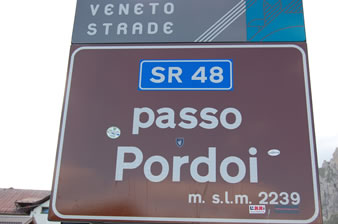 VENETO
STRADE
SR 48
passo
Pordoi
m. s.l.m. 2239